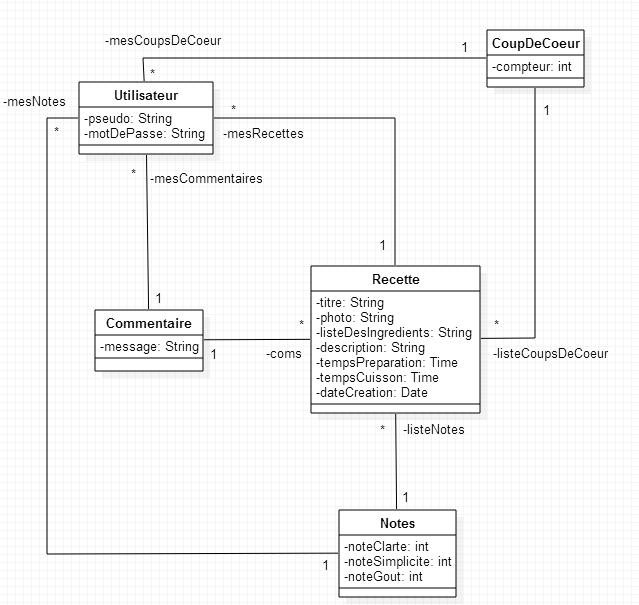 -mesCoupsDeCoeur
1
CoupDeCoeur
-compteur: int
*
1
-mesNotes
*
Utilisateur
-pseudo: String
-motDePasse: String
*
-mesRecettes
*
-mesCommentaires
1
1
Commentaire
-message: String
1
*
-coms
Recette
-titre: String
-photo: String
-listeDesIngredients: String
-description: String
-tempsPreparation: Time
-tempsCuisson: Time
-dateCreation: Date
*
-listeCoupsDeCoeur
*
-listeNotes
1
Notes
-noteClarte: int
-noteSimplicite: int
-noteGout: int
1